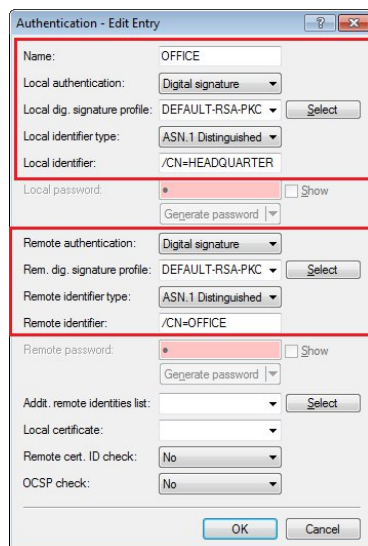 Authentication - Edit Entry
Name: OFFICE
Local authentication: Digital signature
Local dig. signature profile: DEFAULT-RSA-PKC Select
Local identifier type: ASN.1 Distinguished
Local identifier: /CN=HEADQUARTER
Local password: Show
Generate password
Remote authentication: Digital signature
Rem. dig. signature profile: DEFAULT-RSA-PKC Select
Remote identifier type: ASN.1 Distinguished
Remote identifier: /CN=OFFICE
Remote password: Show
Generate password
Addit. remote identities list: Select
Local certificate:
Remote cert. ID check: No
OCSP check: No
OK Cancel